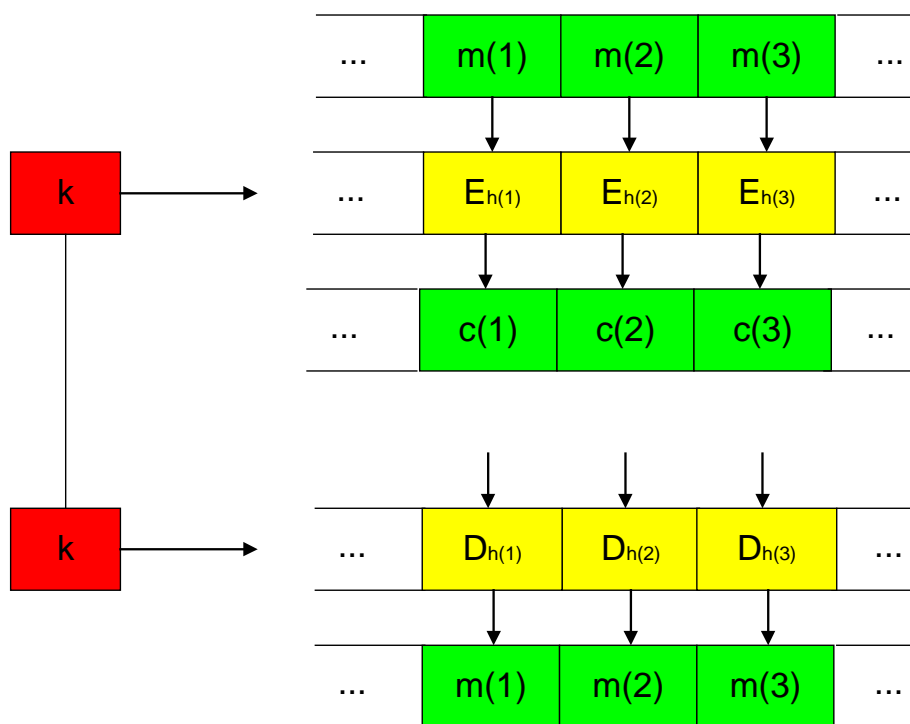 ... m(1) m(2) m(3) ...
k ... Eh(1) Eh(2) Eh(3) ...
... c(1) c(2) c(3) ...
k ... Dh(1) Dh(2) Dh(3) ...
... m(1) m(2) m(3) ...